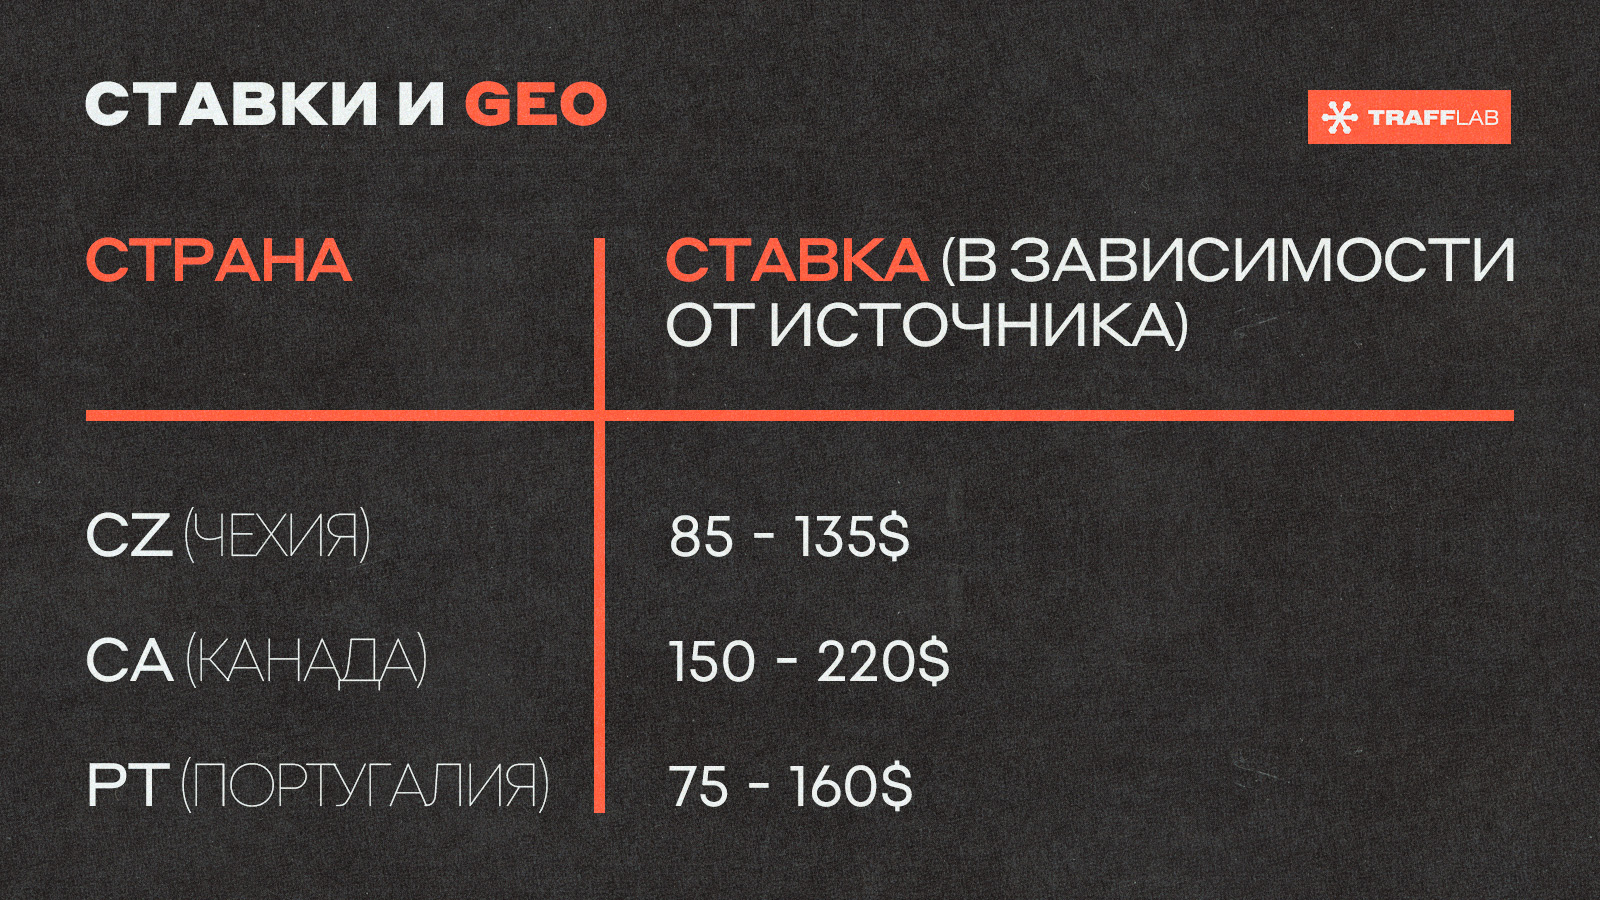 СТАВКИ И GEO
TRAFFLAB
СТРАНА
СТАВКА (В ЗАВИСИМОСТИ
ОТ ИСТОЧНИКА)
CZ (ЧЕХИЯ)
85 - 135$
CA (КАНАДА)
150 - 220$
PT (ПОРТУГАЛИЯ)
75 - 160$